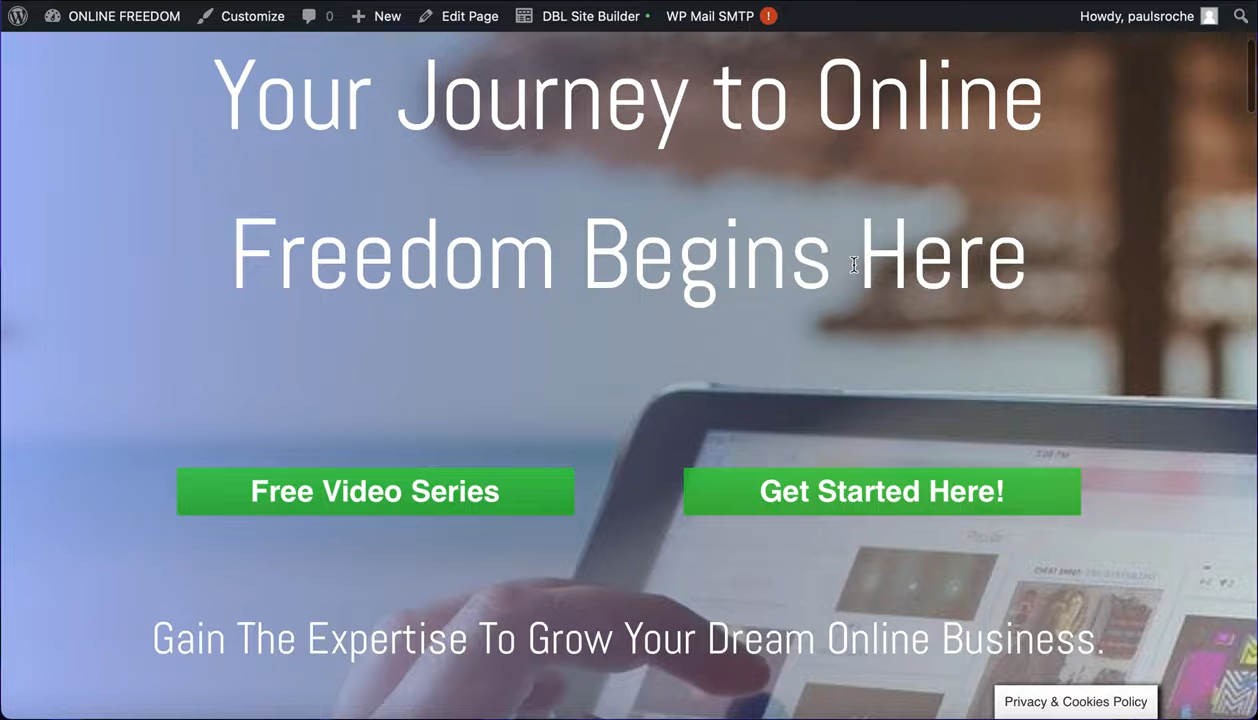 ONLINE FREEDOM Customize 0 New Edit Page DBL Site Builder • WP Mail SMTP ! Howdy, paulsroche
Your Journey to Online
Freedom Begins Here
Free Video Series Get Started Here!
Gain The Expertise To Grow Your Dream Online Business.
Privacy & Cookies Policy